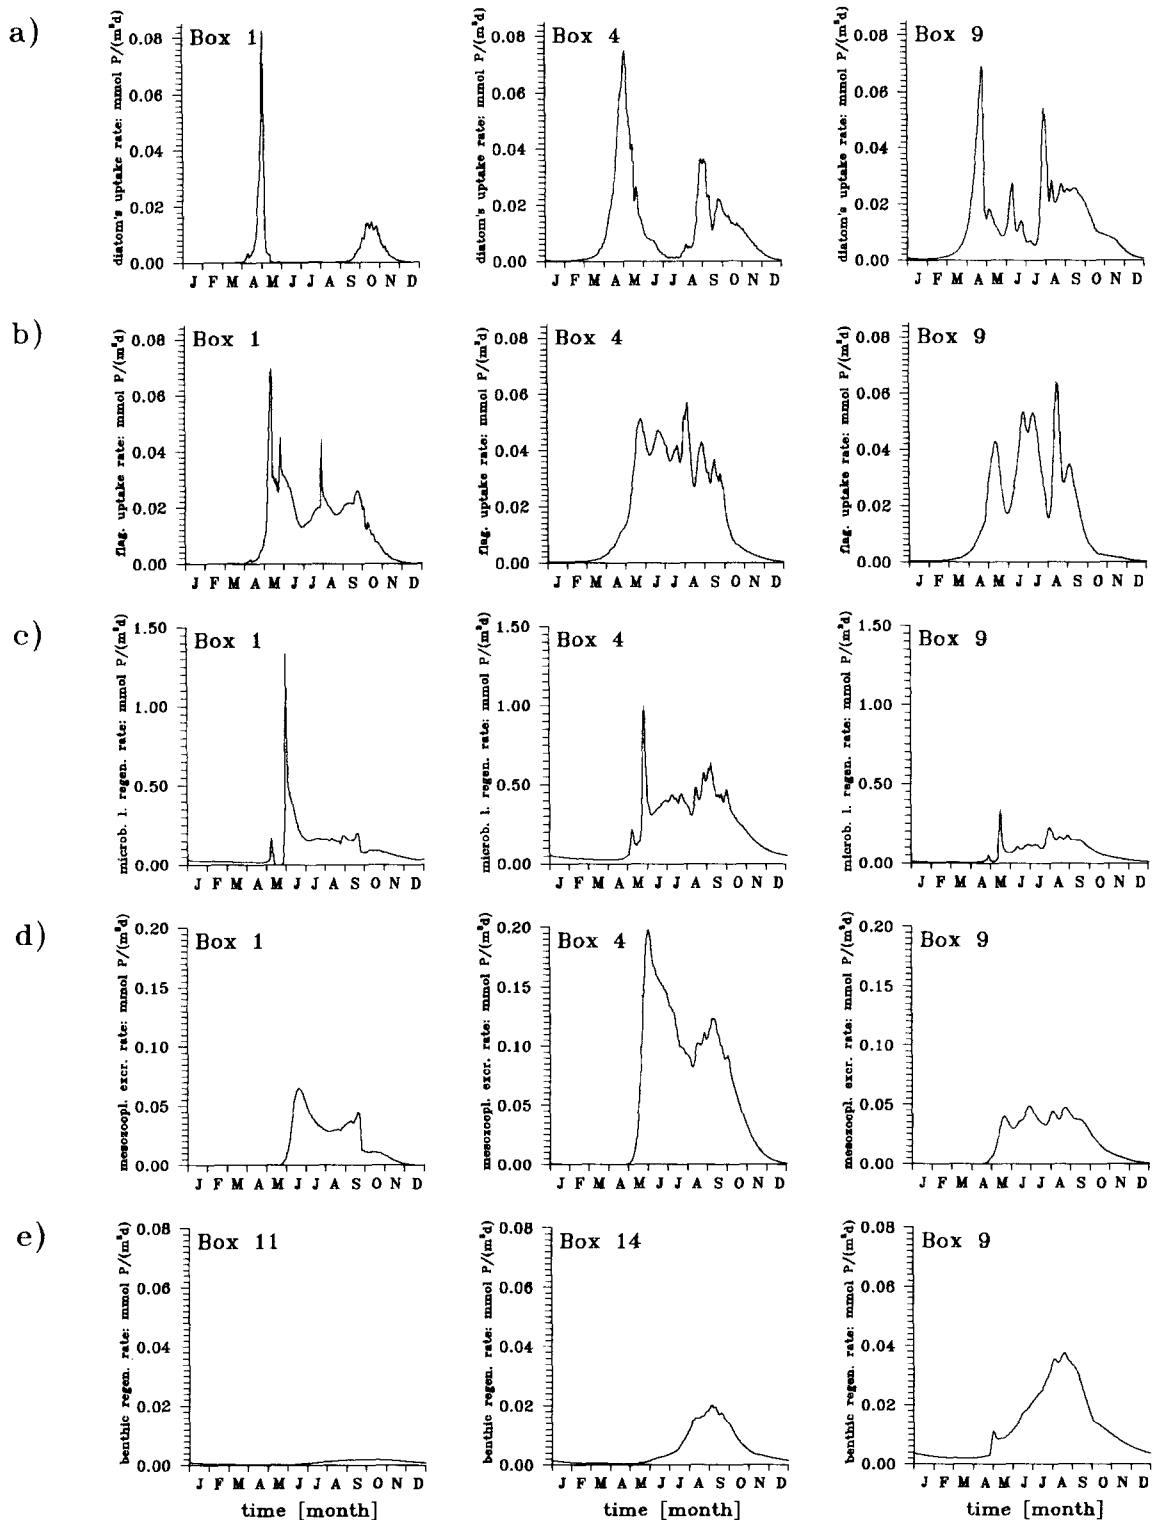 a)
diatom's uptake rate: mmol P/(m³d)
0.08
0.06
0.04
0.02
0.00
Box 1
J F M A M J J A S O N D
diatom's uptake rate: mmol P/(m³d)
0.08
0.06
0.04
0.02
0.00
Box 4
J F M A M J J A S O N D
diatom's uptake rate: mmol P/(m³d)
0.08
0.06
0.04
0.02
0.00
Box 9
J F M A M J J A S O N D
b)
flag. uptake rate: mmol P/(m³d)
0.08
0.06
0.04
0.02
0.00
Box 1
J F M A M J J A S O N D
flag. uptake rate: mmol P/(m³d)
0.08
0.06
0.04
0.02
0.00
Box 4
J F M A M J J A S O N D
flag. uptake rate: mmol P/(m³d)
0.08
0.06
0.04
0.02
0.00
Box 9
J F M A M J J A S O N D
c)
microb. l. regen. rate: mmol P/(m³d)
1.50
1.00
0.50
0.00
Box 1
J F M A M J J A S O N D
microb. l. regen. rate: mmol P/(m³d)
1.50
1.00
0.50
0.00
Box 4
J F M A M J J A S O N D
microb. l. regen. rate: mmol P/(m³d)
1.50
1.00
0.50
0.00
Box 9
J F M A M J J A S O N D
d)
mesozoopl. excr. rate: mmol P/(m³d)
0.20
0.15
0.10
0.05
0.00
Box 1
J F M A M J J A S O N D
mesozoopl. excr. rate: mmol P/(m³d)
0.20
0.15
0.10
0.05
0.00
Box 4
J F M A M J J A S O N D
mesozoopl. excr. rate: mmol P/(m³d)
0.20
0.15
0.10
0.05
0.00
Box 9
J F M A M J J A S O N D
e)
benthic regen. rate: mmol P/(m³d)
0.08
0.06
0.04
0.02
0.00
Box 11
J F M A M J J A S O N D
time [month]
benthic regen. rate: mmol P/(m³d)
0.08
0.06
0.04
0.02
0.00
Box 14
J F M A M J J A S O N D
time [month]
benthic regen. rate: mmol P/(m³d)
0.08
0.06
0.04
0.02
0.00
Box 9
J F M A M J J A S O N D
time [month]